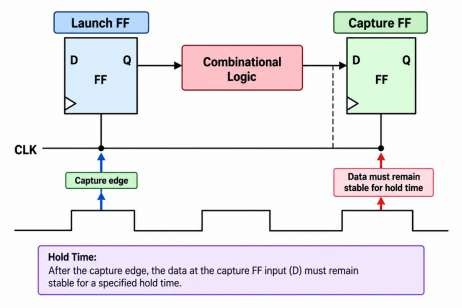 Launch FF
Capture FF
D Q
FF
Combinational
Logic
D Q
FF
CLK
Capture edge
Data must remain
stable for hold time
Hold Time:
After the capture edge, the data at the capture FF input (D) must remain
stable for a specified hold time.